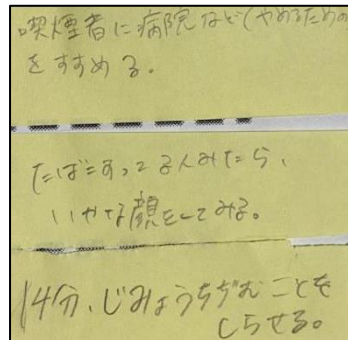 喫煙者に病院など(やめるための
をすすめる。
たばこすってる人みたら、
いやな顔をしてみる。
14分、じゅみょうちぢむことを
しらせる。